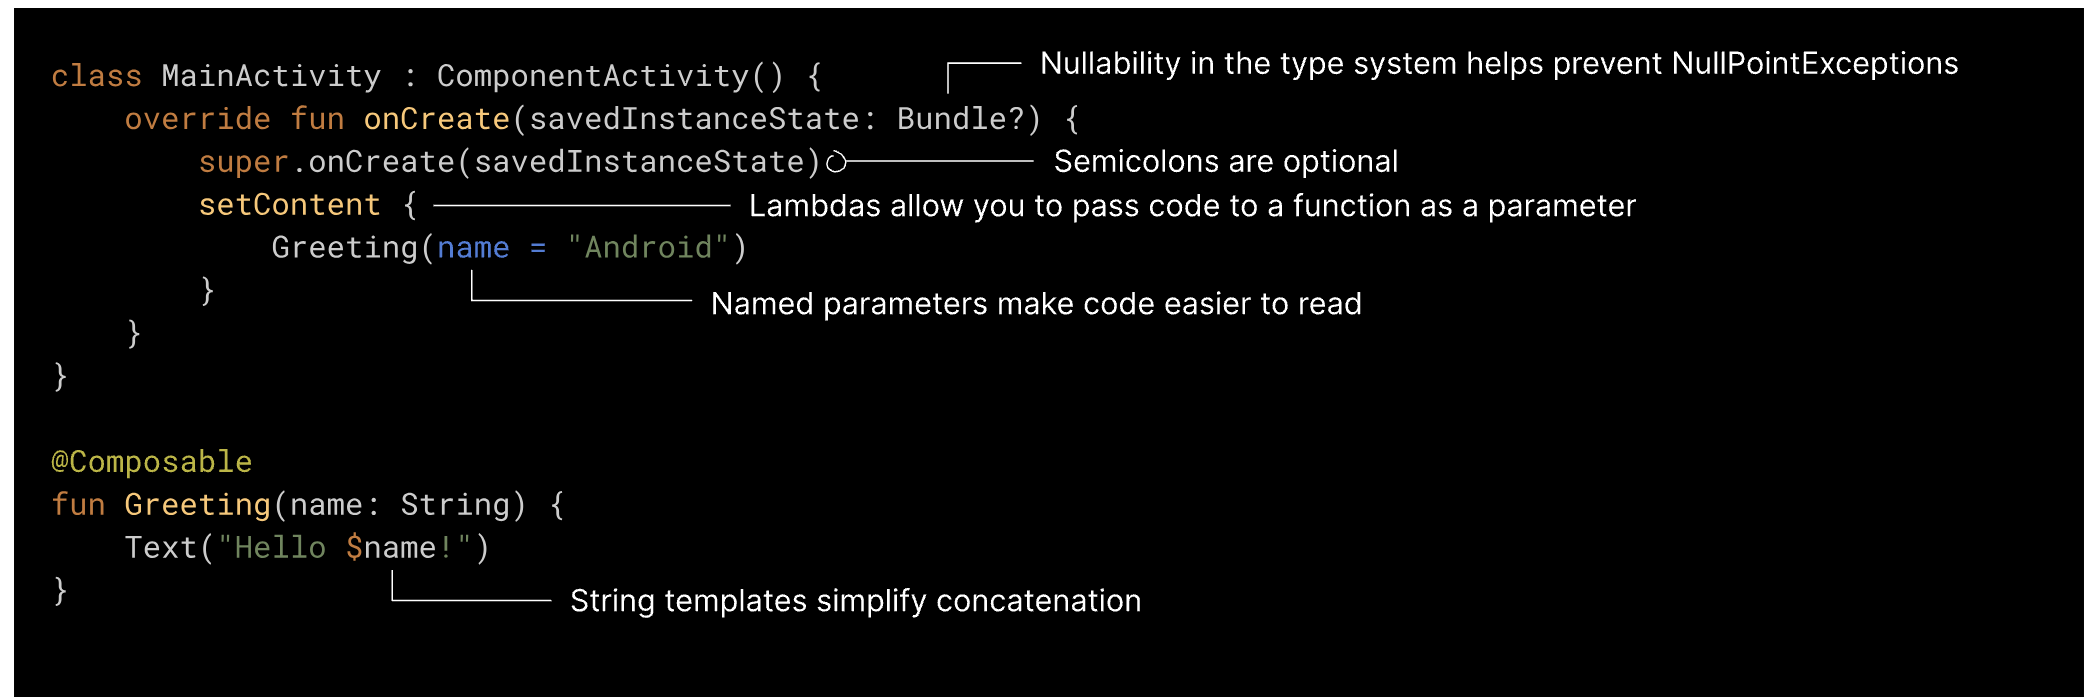 class MainActivity : ComponentActivity() {
Nullability in the type system helps prevent NullPointExceptions
override fun onCreate(savedInstanceState: Bundle?) {
super.onCreate(savedInstanceState)
Semicolons are optional
setContent {
Lambdas allow you to pass code to a function as a parameter
Greeting(name = "Android")
}
Named parameters make code easier to read
}
}
@Composable
fun Greeting(name: String) {
Text("Hello $name!")
}
String templates simplify concatenation